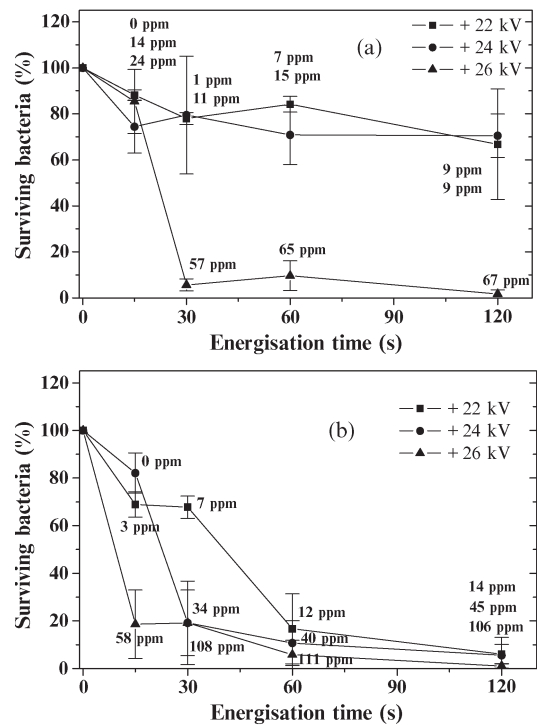 120
100
80
60
40
20
0
Surviving bacteria (%)
0 ppm
14 ppm
24 ppm
1 ppm
11 ppm
7 ppm
15 ppm
(a)
+ 22 kV
+ 24 kV
+ 26 kV
9 ppm
9 ppm
57 ppm
65 ppm
67 ppm
0
30
60
90
120
Energisation time (s)
120
100
80
60
40
20
0
Surviving bacteria (%)
(b)
+ 22 kV
+ 24 kV
+ 26 kV
0 ppm
3 ppm
7 ppm
58 ppm
34 ppm
108 ppm
12 ppm
40 ppm
111 ppm
14 ppm
45 ppm
106 ppm
0
30
60
90
120
Energisation time (s)